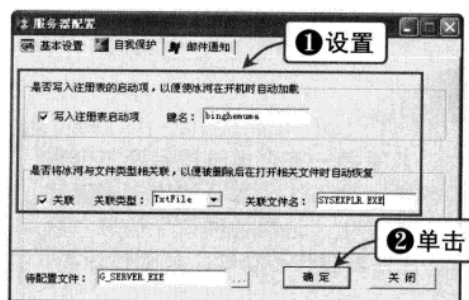 服务器配置
基本设置 自我保护 邮件通知
❶设置
是否写入注册表的启动项，以便使冰河在开机时自动加载
写入注册表启动项 键名： binghemuma
是否将冰河与文件类型相关联，以便被删除后在打开相关文件时自动恢复
关联 关联类型： TxtFile 关联文件名： SYSEXPLR.EXE
❷单击
待配置文件： G_SERVER.EXE ... 确 定 关 闭